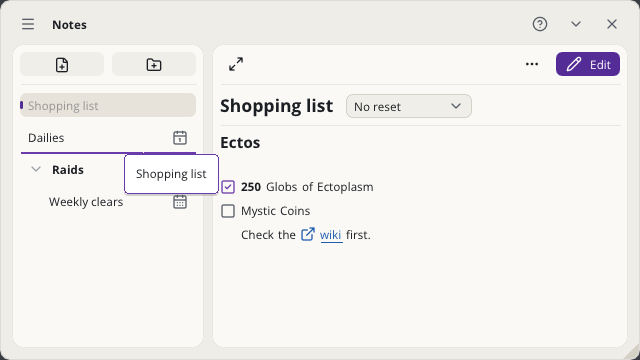 Notes
Edit
Shopping list
Dailies
Raids
Shopping list
Weekly clears
Shopping list
No reset
Ectos
250 Globs of Ectoplasm
Mystic Coins
Check the wiki first.